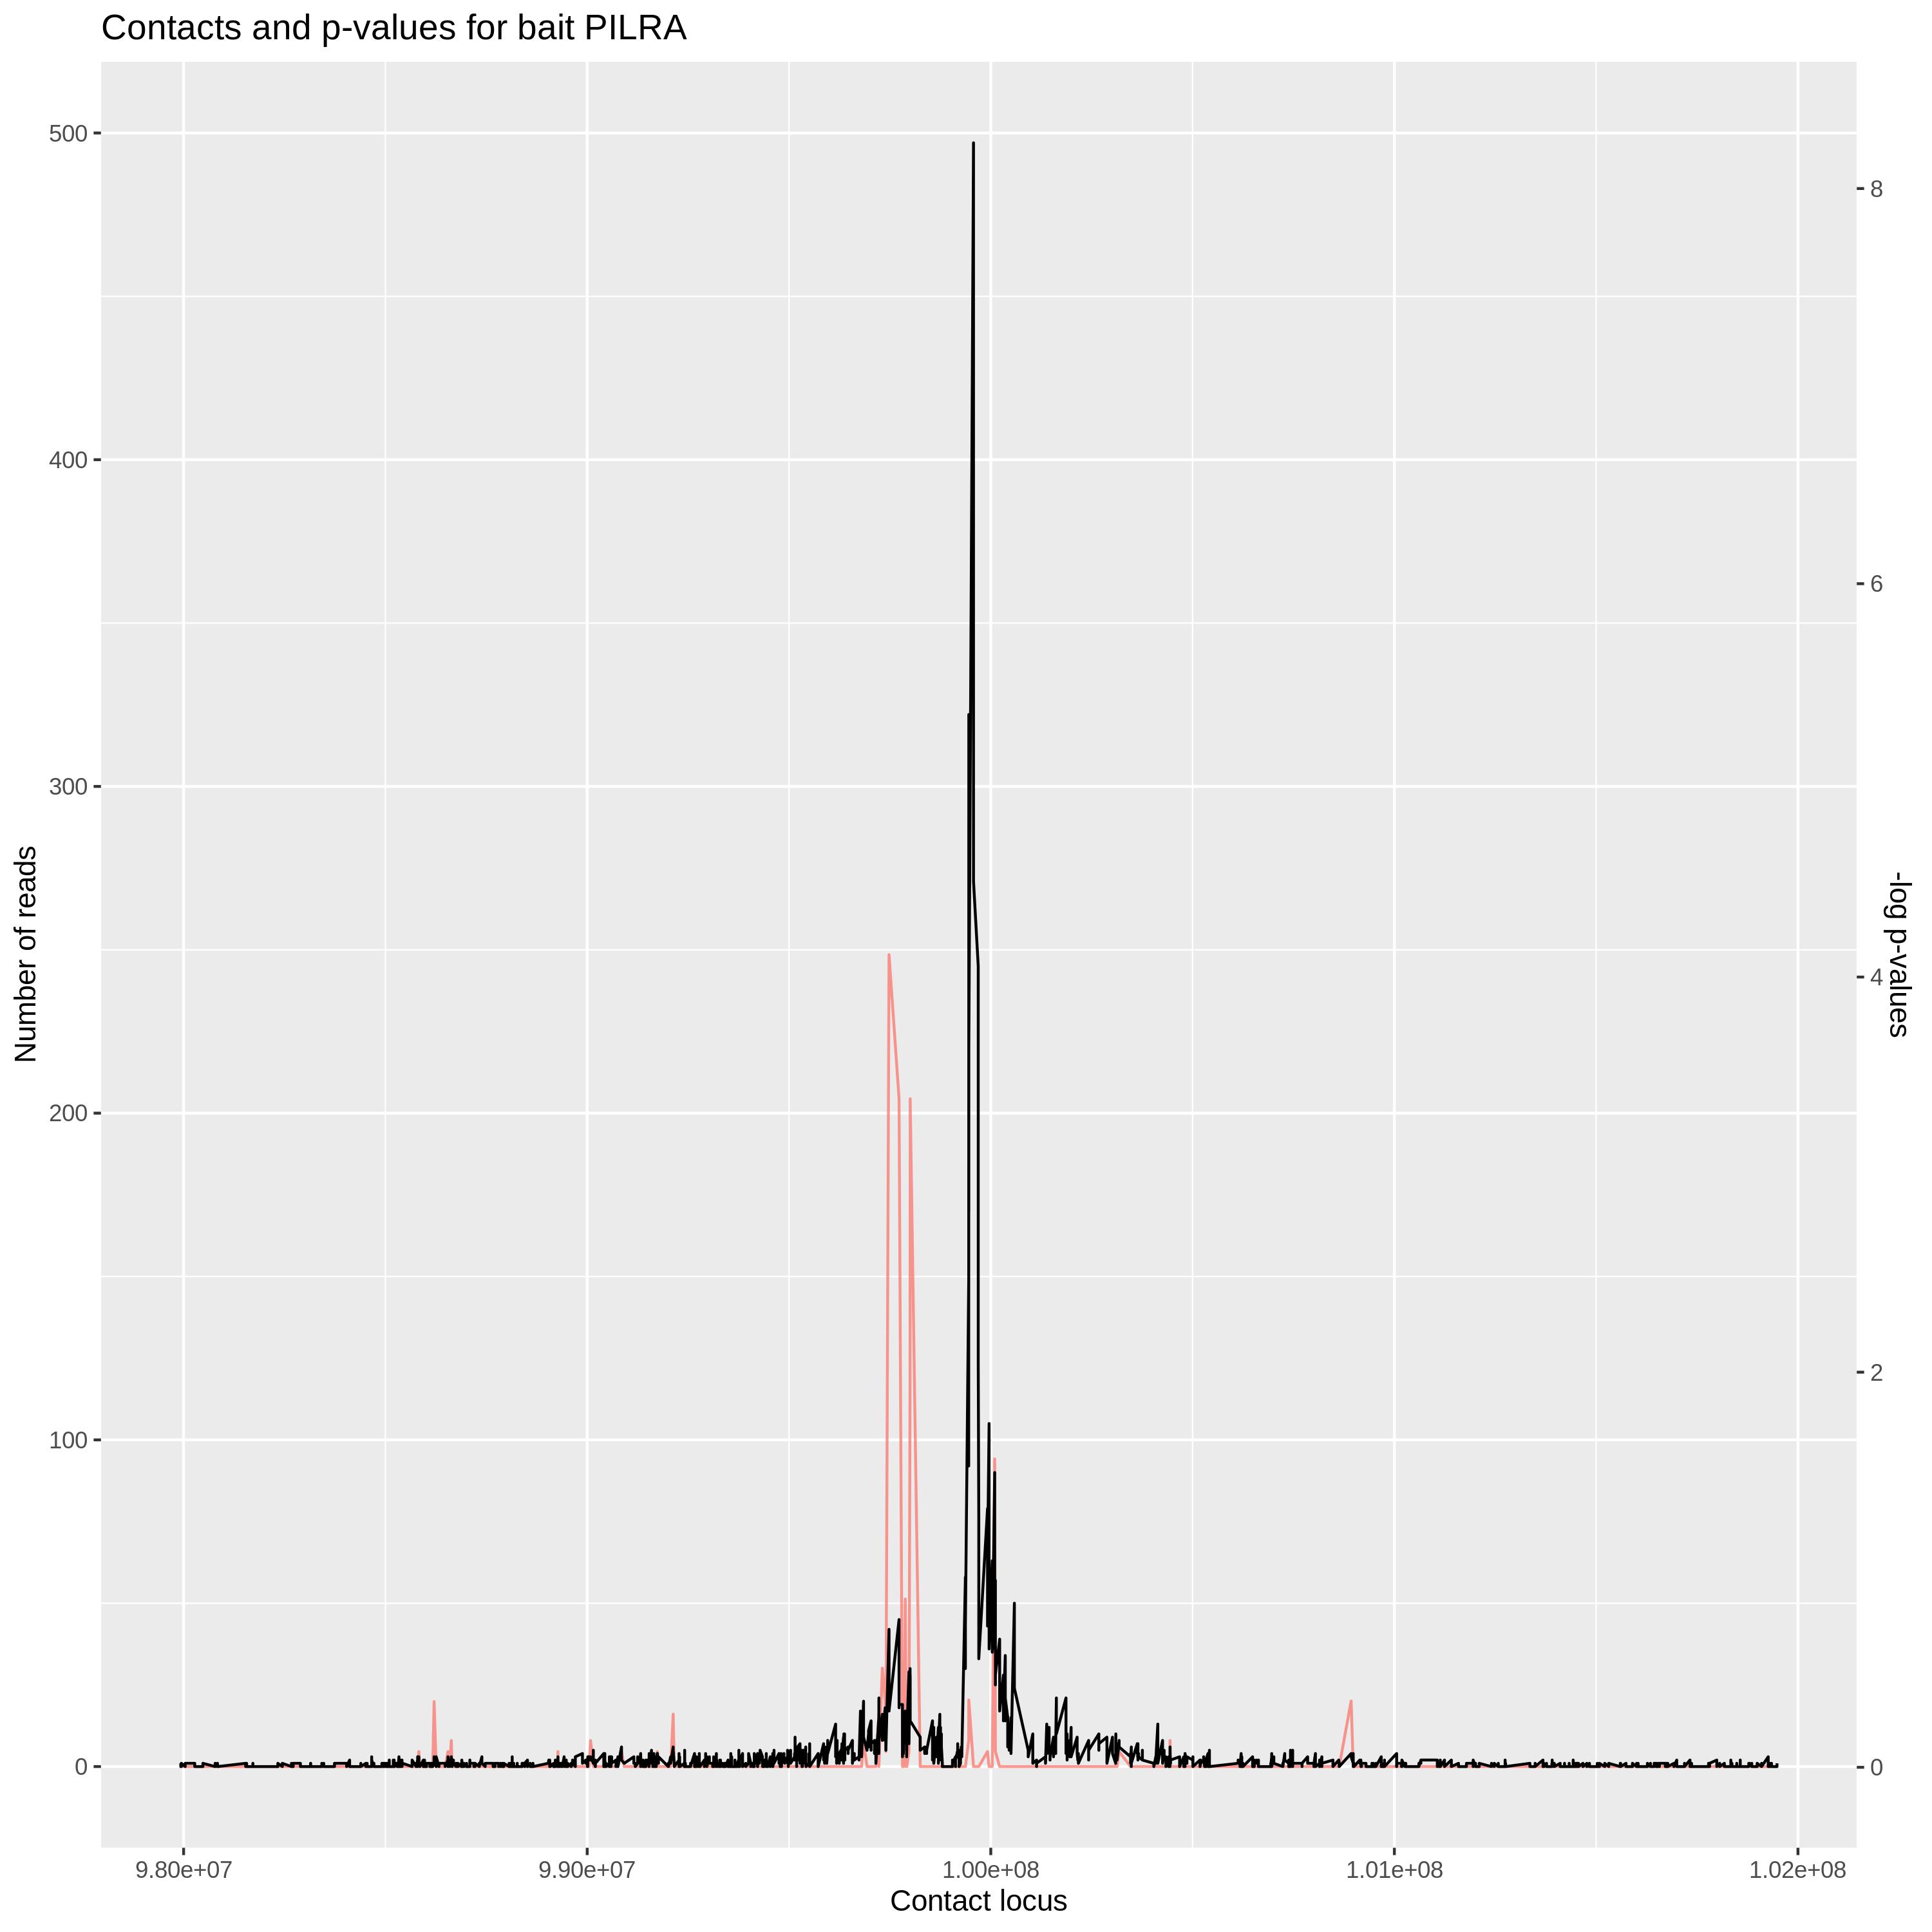 Contacts and p-values for bait PILRA
Number of reads
500
400
300
200
100
0
8
6
4
2
0
-log p-values
9.80e+07 9.90e+07 1.00e+08 1.01e+08 1.02e+08
Contact locus